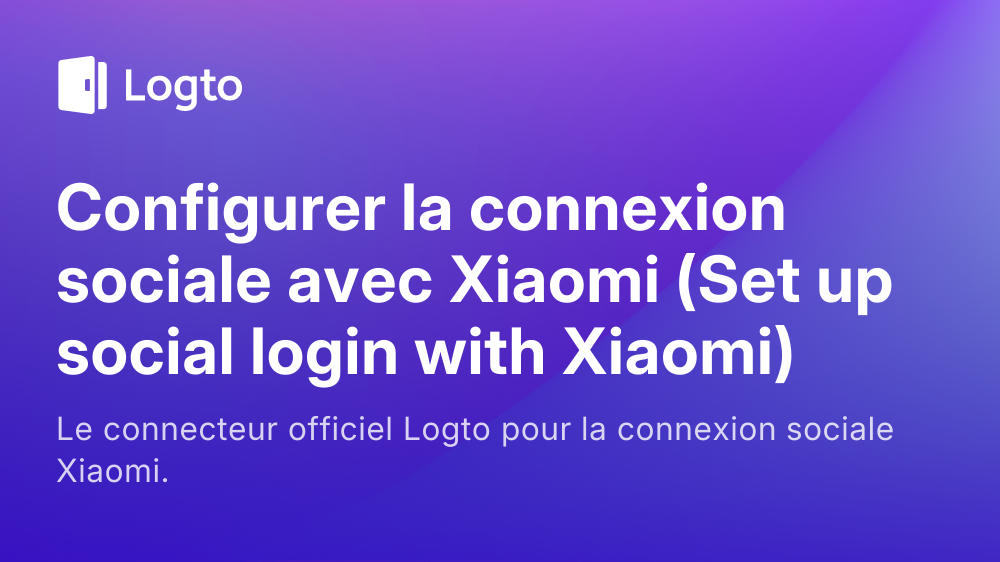 Logto
Configurer la connexion
sociale avec Xiaomi (Set up
social login with Xiaomi)
Le connecteur officiel Logto pour la connexion sociale
Xiaomi.